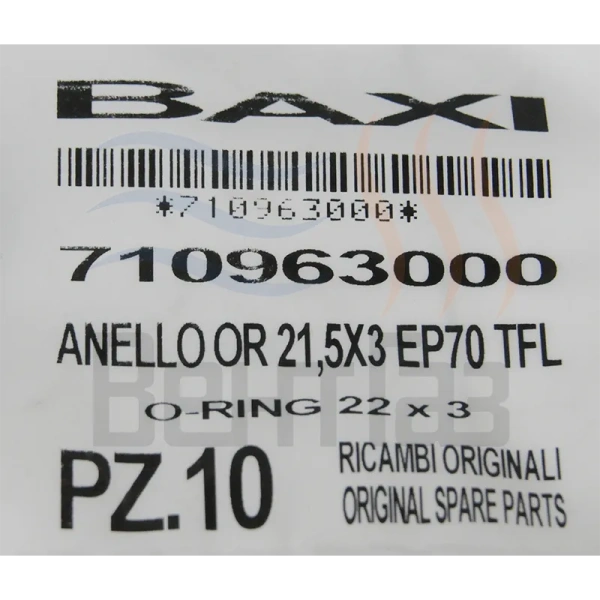 BAXI
*710963000*
710963000
ANELLO OR 21,5X3 EP70 TFL
O-RING 22 x 3
PZ.10
RICAMBI ORIGINALI
ORIGINAL SPARE PARTS